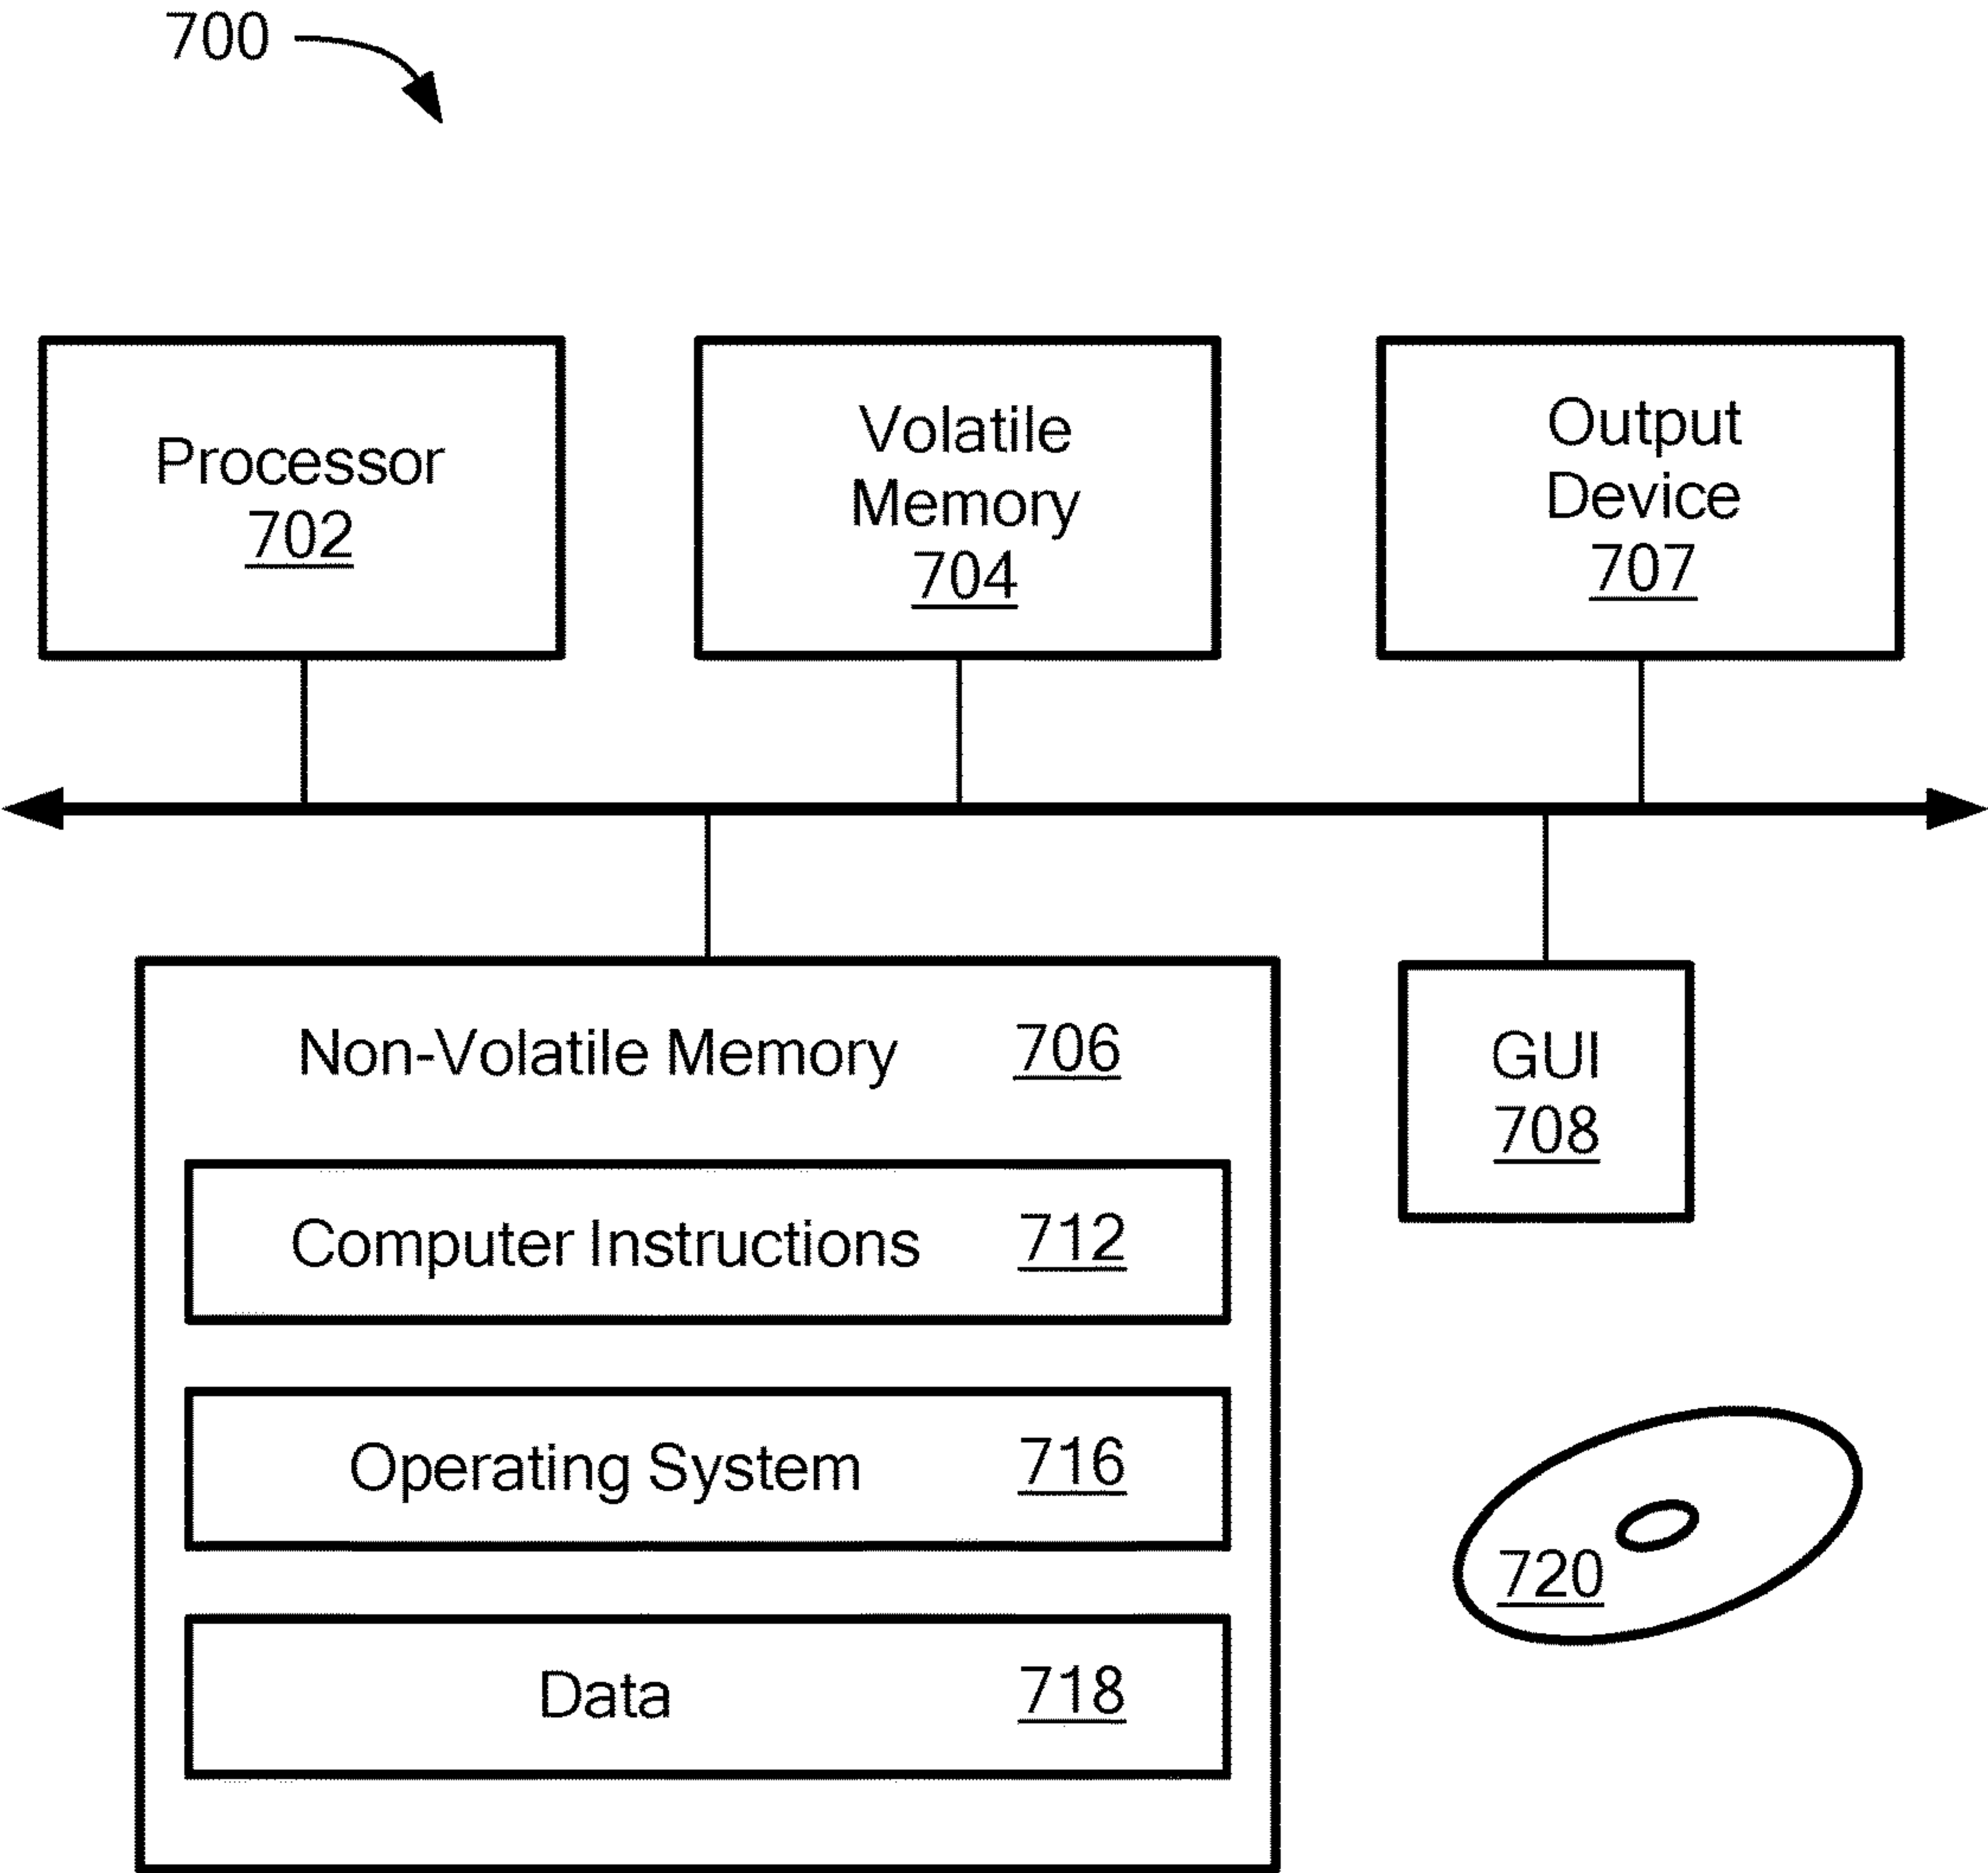 700
Processor
702
Volatile
Memory
704
Output
Device
707
Non-Volatile Memory 706
GUI
708
Computer Instructions 712
Operating System 716
720
Data 718